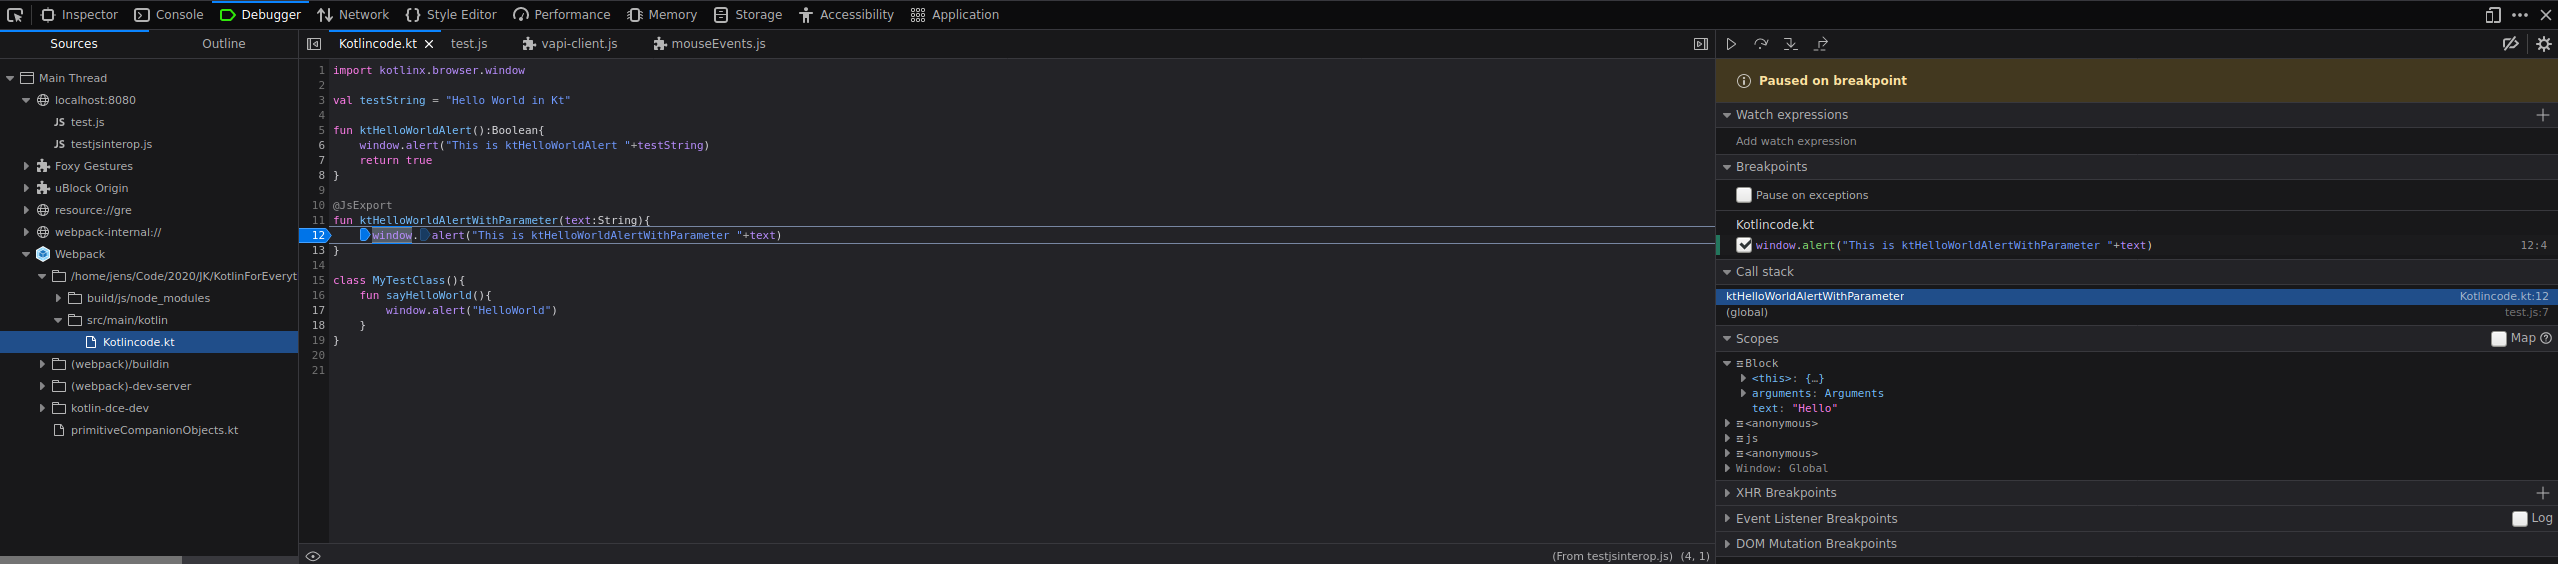 Inspector Console Debugger Network Style Editor Performance Memory Storage Accessibility Application
Sources Outline
Main Thread
localhost:8080
JS test.js
JS testjsinterop.js
Foxy Gestures
uBlock Origin
resource://gre
webpack-internal://
Webpack
/home/jens/Code/2020/JK/KotlinForEveryt
build/js/node_modules
src/main/kotlin
Kotlincode.kt
(webpack)/buildin
(webpack)-dev-server
kotlin-dce-dev
primitiveCompanionObjects.kt
Kotlincode.kt test.js vapi-client.js mouseEvents.js
1 import kotlinx.browser.window
2
3 val testString = "Hello World in Kt"
4
5 fun ktHelloWorldAlert():Boolean{
6 window.alert("This is ktHelloWorldAlert "+testString)
7 return true
8 }
9
10 @JsExport
11 fun ktHelloWorldAlertWithParameter(text:String){
12 window.alert("This is ktHelloWorldAlertWithParameter "+text)
13 }
14
15 class MyTestClass(){
16 fun sayHelloWorld(){
17 window.alert("HelloWorld")
18 }
19 }
20
21
(From testjsinterop.js) (4, 1)
Paused on breakpoint
Watch expressions
Add watch expression
Breakpoints
Pause on exceptions
Kotlincode.kt
window.alert("This is ktHelloWorldAlertWithParameter "+text) 12:4
Call stack
ktHelloWorldAlertWithParameter Kotlincode.kt:12
(global) test.js:7
Scopes Map
Block
<this>: {…}
arguments: Arguments
text: "Hello"
<anonymous>
js
<anonymous>
Window: Global
XHR Breakpoints
Event Listener Breakpoints Log
DOM Mutation Breakpoints